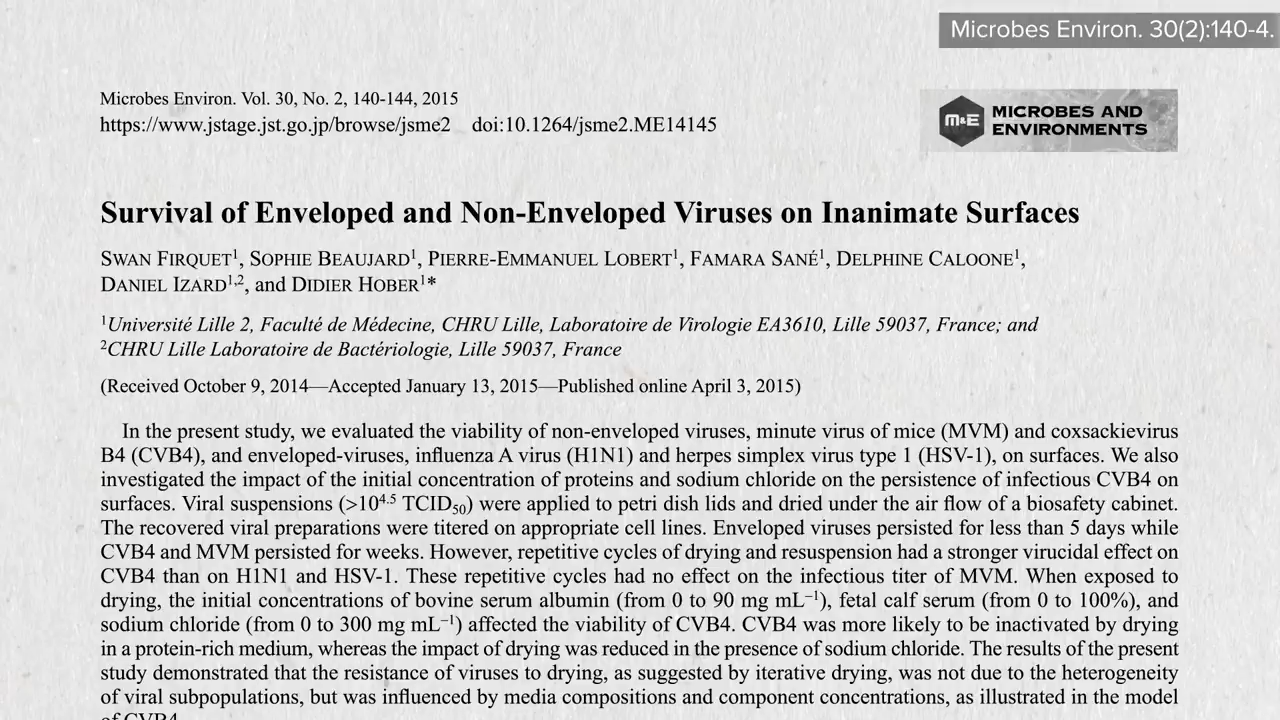 Microbes Environ. 30(2):140-4.
Microbes Environ. Vol. 30, No. 2, 140-144, 2015
https://www.jstage.jst.go.jp/browse/jsme2 doi:10.1264/jsme2.ME14145
M&E MICROBES AND
ENVIRONMENTS
Survival of Enveloped and Non-Enveloped Viruses on Inanimate Surfaces
SWAN FIRQUET¹, SOPHIE BEAUJARD¹, PIERRE-EMMANUEL LOBERT¹, FAMARA SANÉ¹, DELPHINE CALOONE¹,
DANIEL IZARD¹,², and DIDIER HOBER¹*
¹Université Lille 2, Faculté de Médecine, CHRU Lille, Laboratoire de Virologie EA3610, Lille 59037, France; and
²CHRU Lille Laboratoire de Bactériologie, Lille 59037, France
(Received October 9, 2014—Accepted January 13, 2015—Published online April 3, 2015)
In the present study, we evaluated the viability of non-enveloped viruses, minute virus of mice (MVM) and coxsackievirus
B4 (CVB4), and enveloped-viruses, influenza A virus (H1N1) and herpes simplex virus type 1 (HSV-1), on surfaces. We also
investigated the impact of the initial concentration of proteins and sodium chloride on the persistence of infectious CVB4 on
surfaces. Viral suspensions (>10⁴·⁵ TCID₅₀) were applied to petri dish lids and dried under the air flow of a biosafety cabinet.
The recovered viral preparations were titered on appropriate cell lines. Enveloped viruses persisted for less than 5 days while
CVB4 and MVM persisted for weeks. However, repetitive cycles of drying and resuspension had a stronger virucidal effect on
CVB4 than on H1N1 and HSV-1. These repetitive cycles had no effect on the infectious titer of MVM. When exposed to
drying, the initial concentrations of bovine serum albumin (from 0 to 90 mg mL⁻¹), fetal calf serum (from 0 to 100%), and
sodium chloride (from 0 to 300 mg mL⁻¹) affected the viability of CVB4. CVB4 was more likely to be inactivated by drying
in a protein-rich medium, whereas the impact of drying was reduced in the presence of sodium chloride. The results of the present
study demonstrated that the resistance of viruses to drying, as suggested by iterative drying, was not due to the heterogeneity
of viral subpopulations, but was influenced by media compositions and component concentrations, as illustrated in the model
of CVB4.